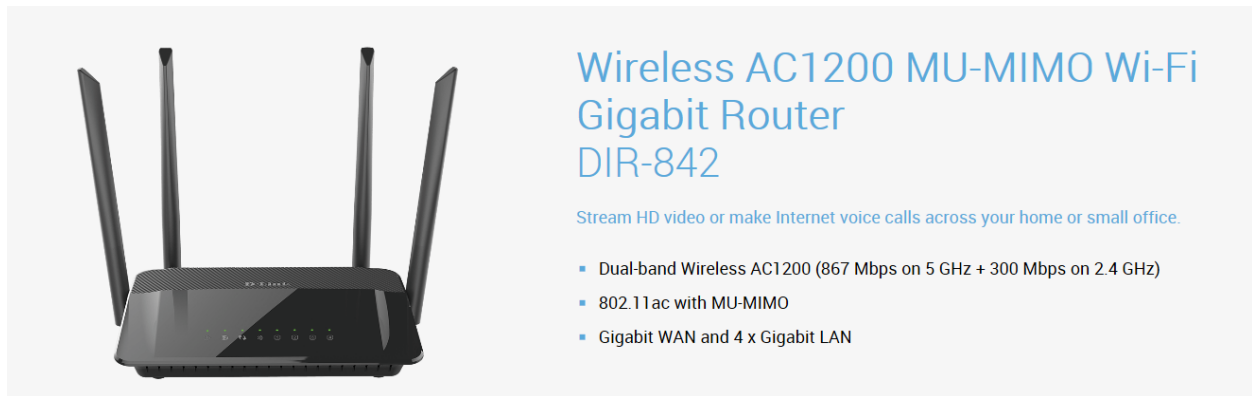 Wireless AC1200 MU-MIMO Wi-Fi
Gigabit Router
DIR-842
Stream HD video or make Internet voice calls across your home or small office.
Dual-band Wireless AC1200 (867 Mbps on 5 GHz + 300 Mbps on 2.4 GHz)
802.11ac with MU-MIMO
Gigabit WAN and 4 x Gigabit LAN
D-Link